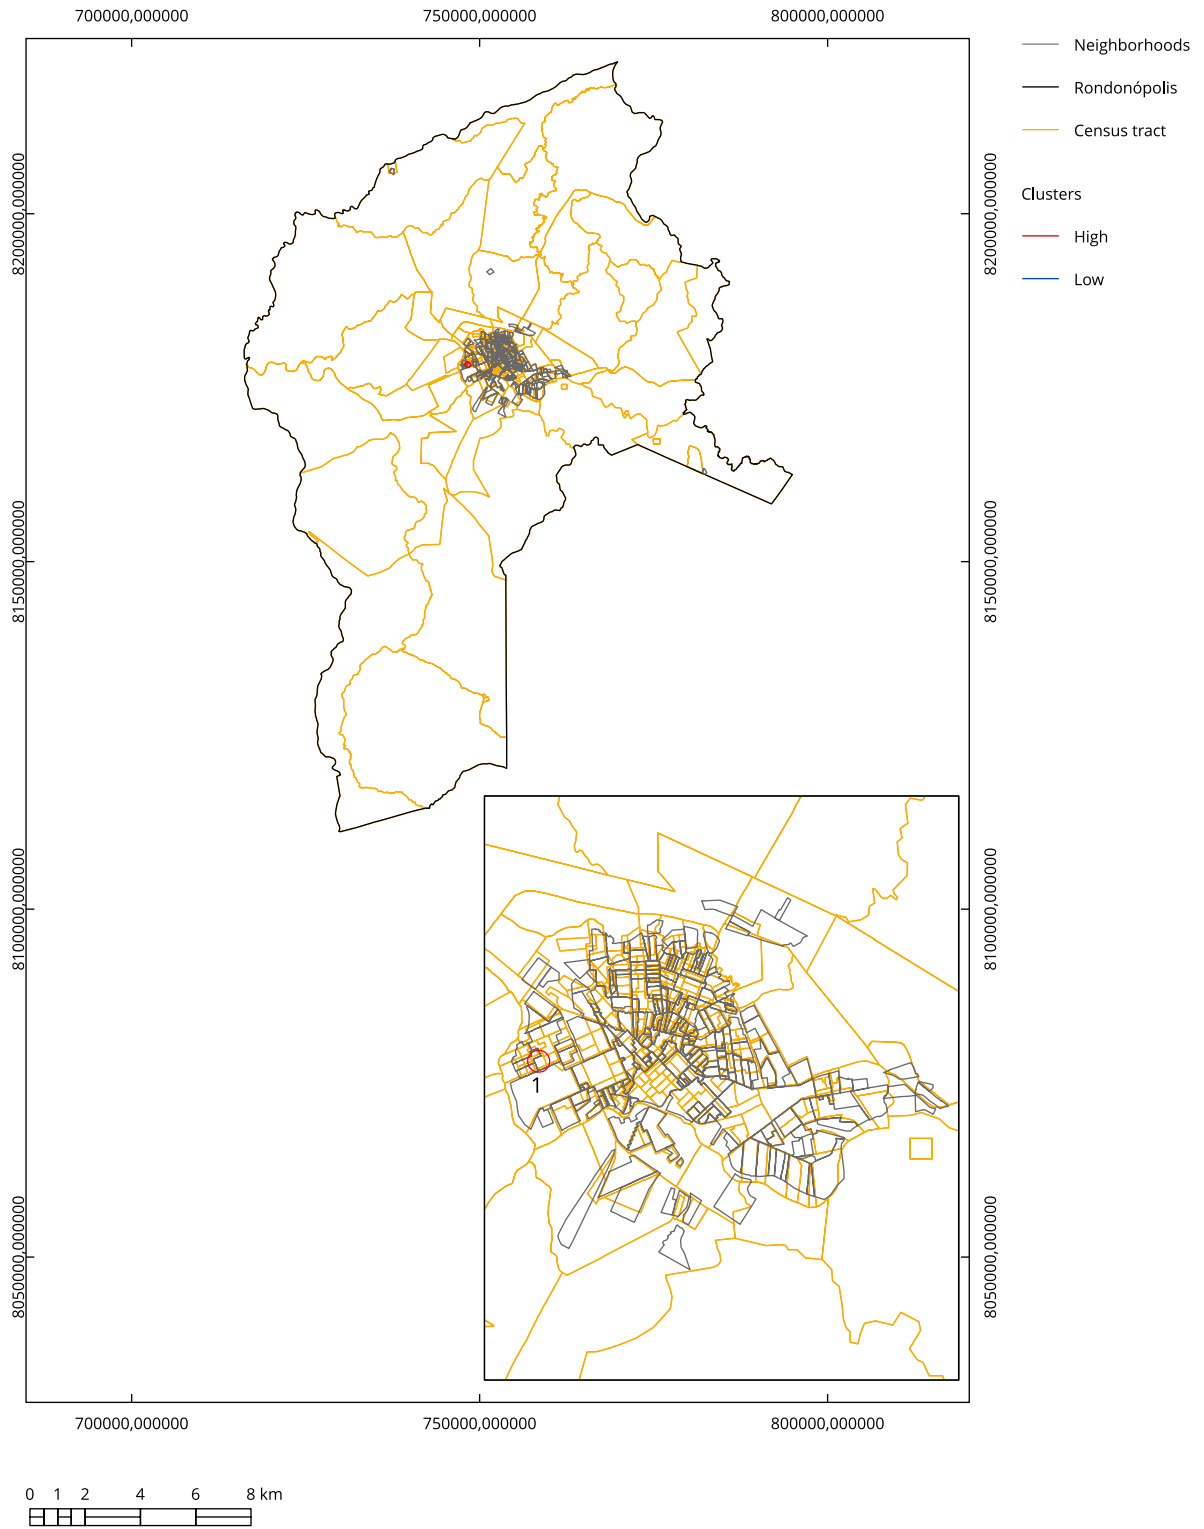 700000,000000 750000,000000 800000,000000
Neighborhoods
Rondonópolis
Census tract
Clusters
High
Low
8200000,000000 8200000,000000
8150000,000000 8150000,000000
8100000,000000 8100000,000000
1
8050000,000000 8050000,000000
700000,000000 750000,000000 800000,000000
0 1 2 4 6 8 km